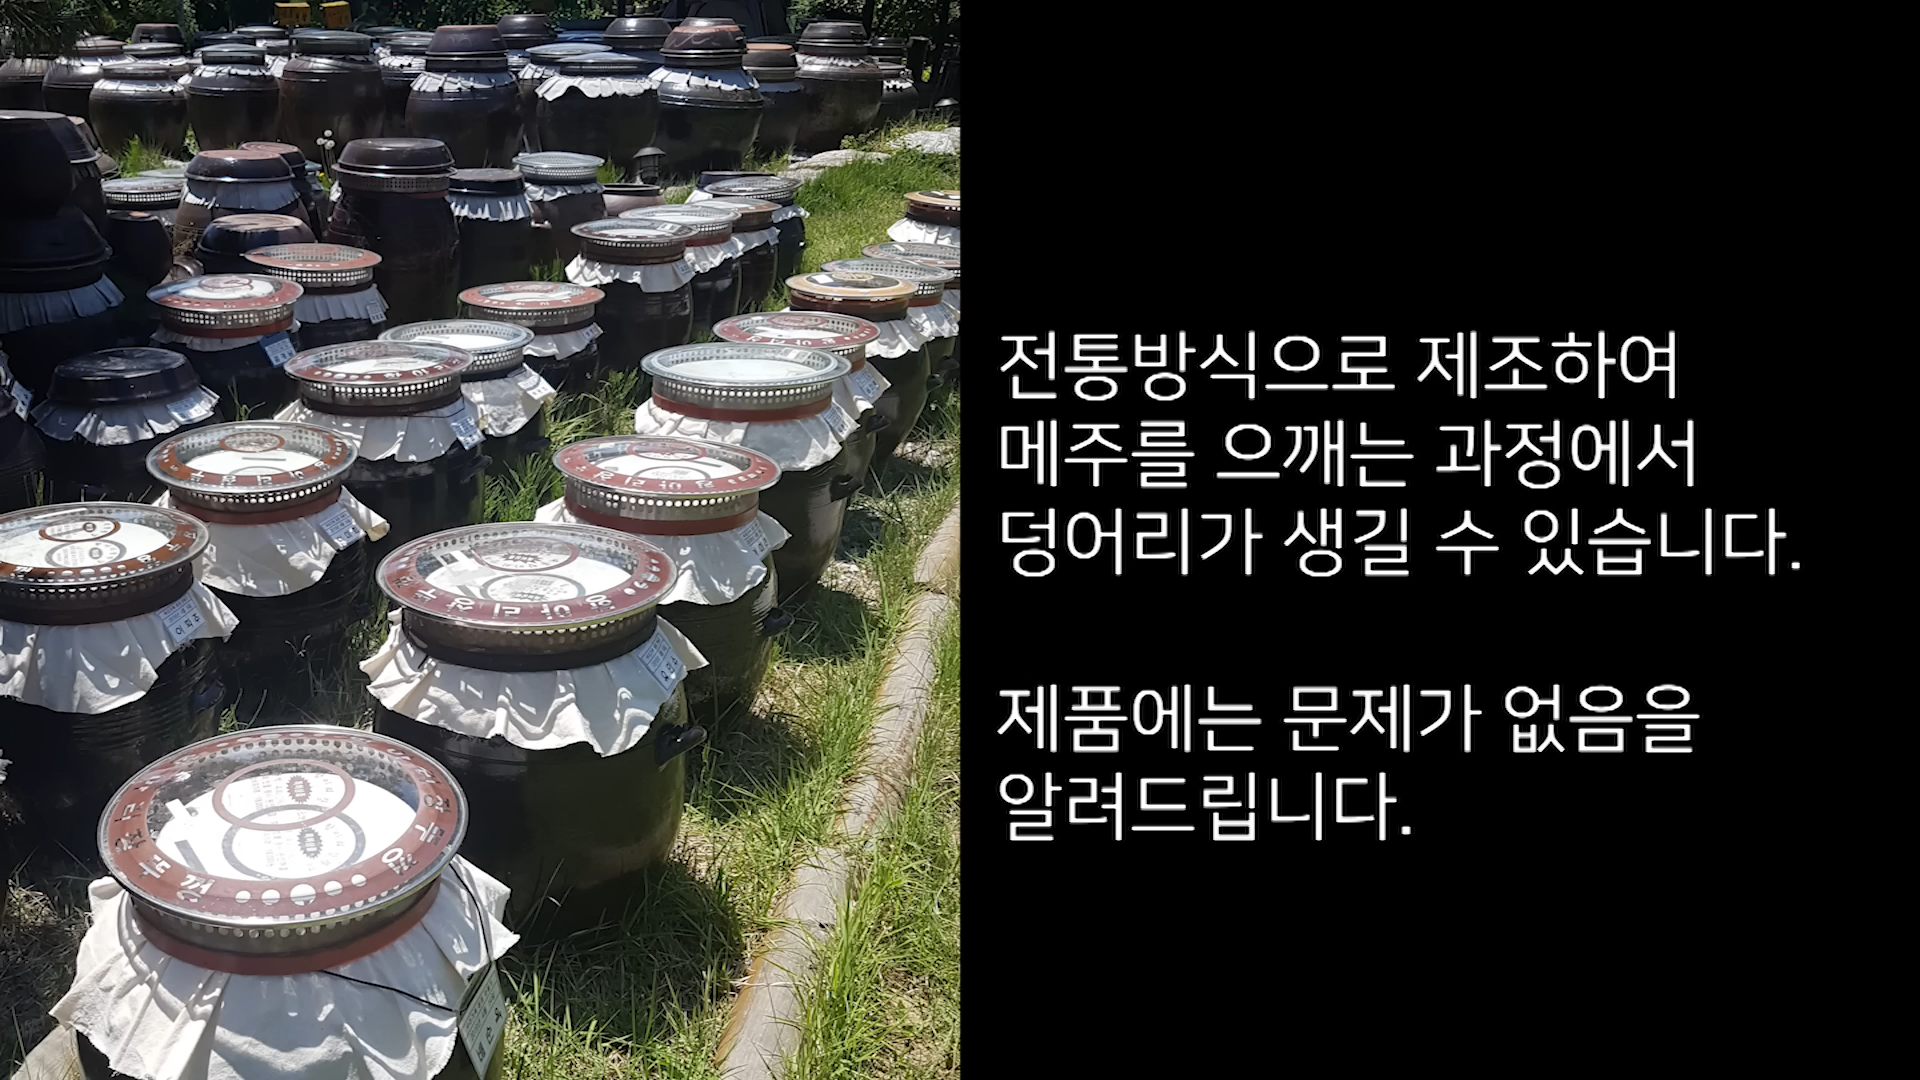 전통방식으로 제조하여
메주를 으깨는 과정에서
덩어리가 생길 수 있습니다.
제품에는 문제가 없음을
알려드립니다.